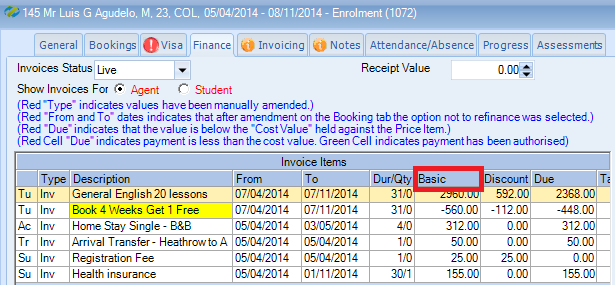 145 Mr Luis G Agudelo, M, 23, COL, 05/04/2014 - 08/11/2014 - Enrolment (1072)
General Bookings Visa Finance Invoicing Notes Attendance/Absence Progress Assessments
Invoices Status Live Receipt Value 0.00
Show Invoices For Agent Student
(Red "Type" indicates values have been manually amended.)
(Red "From and To" dates indicates that after amendment on the Booking tab the option not to refinance was selected.)
(Red "Due" indicates that the value is below the "Cost Value" held against the Price Item.)
(Red Cell "Due" indicates payment is less than the cost value. Green Cell indicates payment has been authorised)
Invoice Items
Type Description From To Dur/Qty Basic Discount Due Ta
Tu Inv General English 20 lessons 07/04/2014 07/11/2014 31/0 2960.00 592.00 2368.00
Tu Inv Book 4 Weeks Get 1 Free 07/04/2014 07/11/2014 31/0 -560.00 -112.00 -448.00
Ac Inv Home Stay Single - B&B 05/04/2014 03/05/2014 4/0 312.00 0.00 312.00
Tr Inv Arrival Transfer - Heathrow to A 05/04/2014 05/04/2014 1/0 50.00 0.00 50.00
Su Inv Registration Fee 05/04/2014 05/04/2014 1/0 25.00 25.00 0.00
Su Inv Health insurance 05/04/2014 01/11/2014 30/1 155.00 0.00 155.00